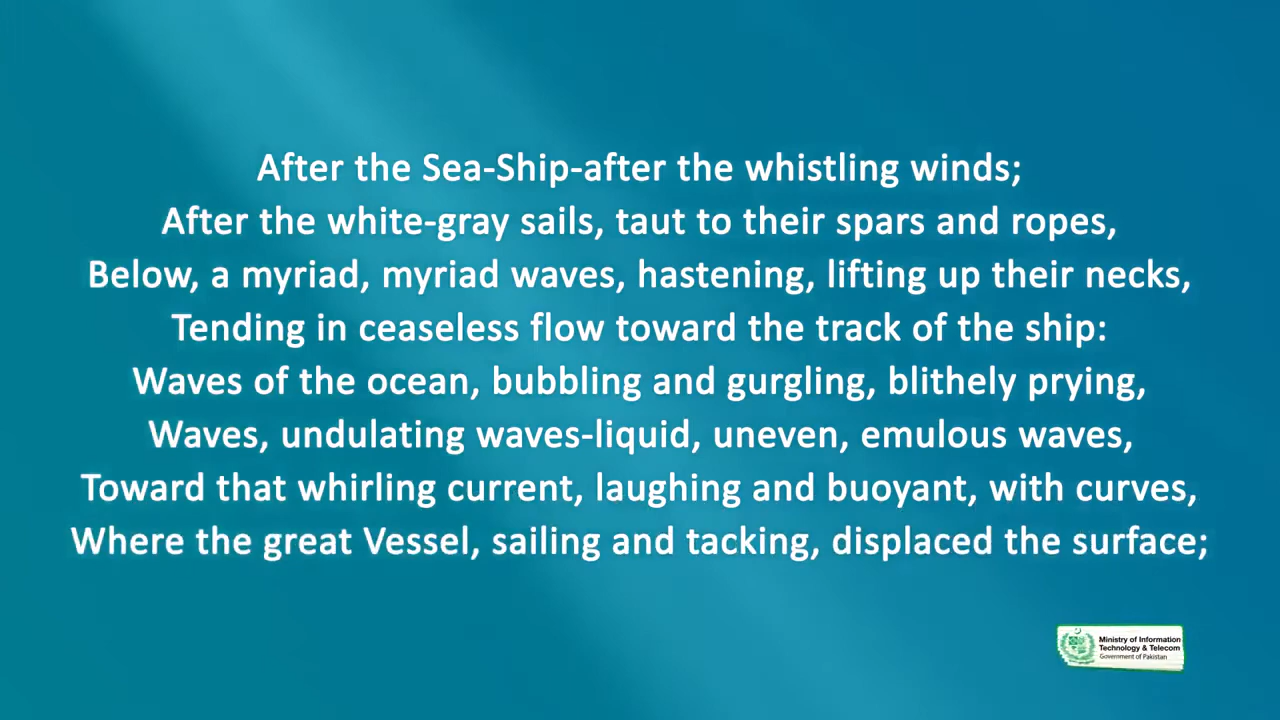 After the Sea-Ship-after the whistling winds;
After the white-gray sails, taut to their spars and ropes,
Below, a myriad, myriad waves, hastening, lifting up their necks,
Tending in ceaseless flow toward the track of the ship:
Waves of the ocean, bubbling and gurgling, blithely prying,
Waves, undulating waves-liquid, uneven, emulous waves,
Toward that whirling current, laughing and buoyant, with curves,
Where the great Vessel, sailing and tacking, displaced the surface;
Ministry of Information
Technology & Telecom
Government of Pakistan